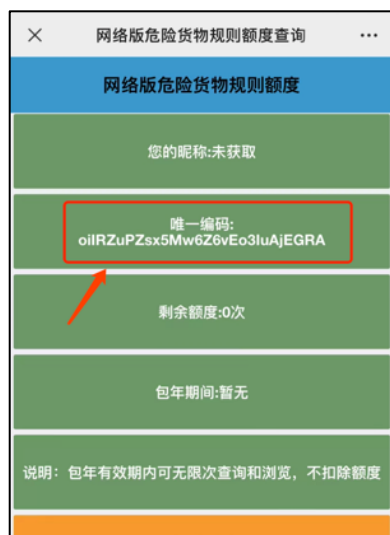 网络版危险货物规则额度查询
网络版危险货物规则额度
您的昵称:未获取
唯一编码:
oilRZuPZsx5Mw6Z6vEo3luAjEGRA
剩余额度:0次
包年期间:暂无
说明：包年有效期内可无限次查询和浏览，不扣除额度